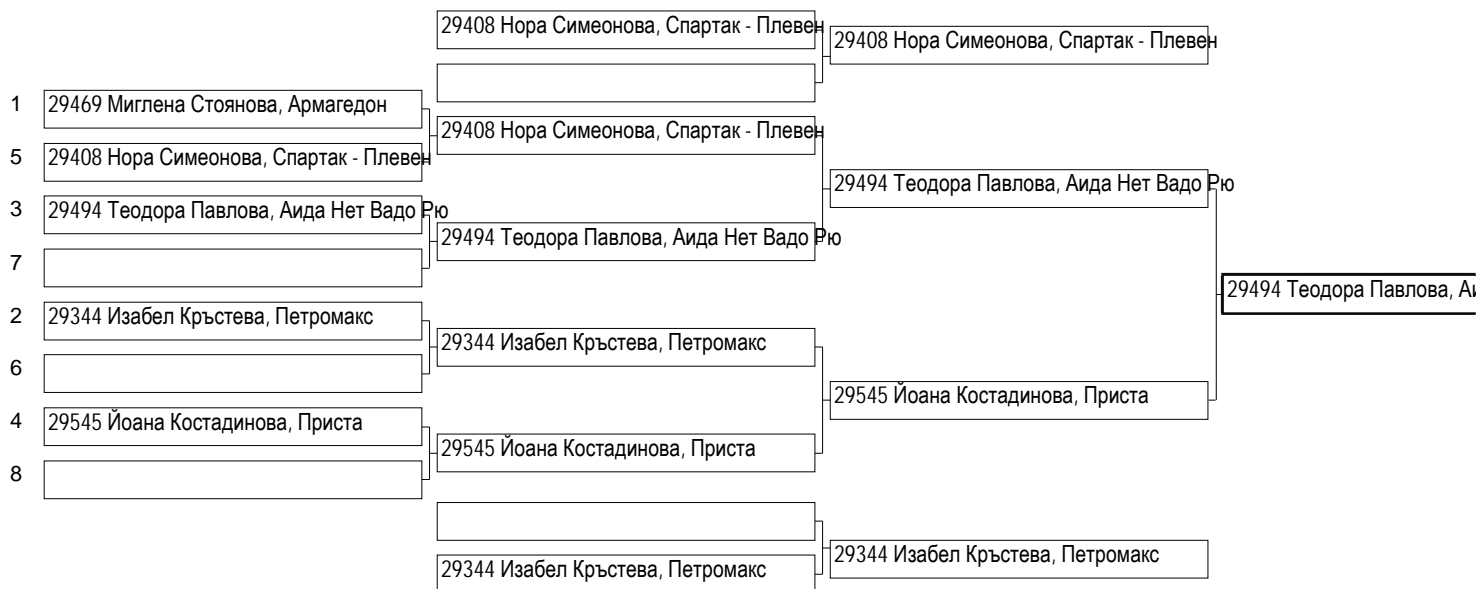 29408 Нора Симеонова, Спартак - Плевен
29408 Нора Симеонова, Спартак - Плевен
1 29469 Миглена Стоянова, Армагедон
29408 Нора Симеонова, Спартак - Плевен
5 29408 Нора Симеонова, Спартак - Плевен
29494 Теодора Павлова, Аида Нет Вадо Рю
3 29494 Теодора Павлова, Аида Нет Вадо Рю
29494 Теодора Павлова, Аида Нет Вадо Рю
7
29494 Теодора Павлова, Аи
2 29344 Изабел Кръстева, Петромакс
29344 Изабел Кръстева, Петромакс
6
29545 Йоана Костадинова, Приста
4 29545 Йоана Костадинова, Приста
29545 Йоана Костадинова, Приста
8
29344 Изабел Кръстева, Петромакс
29344 Изабел Кръстева, Петромакс